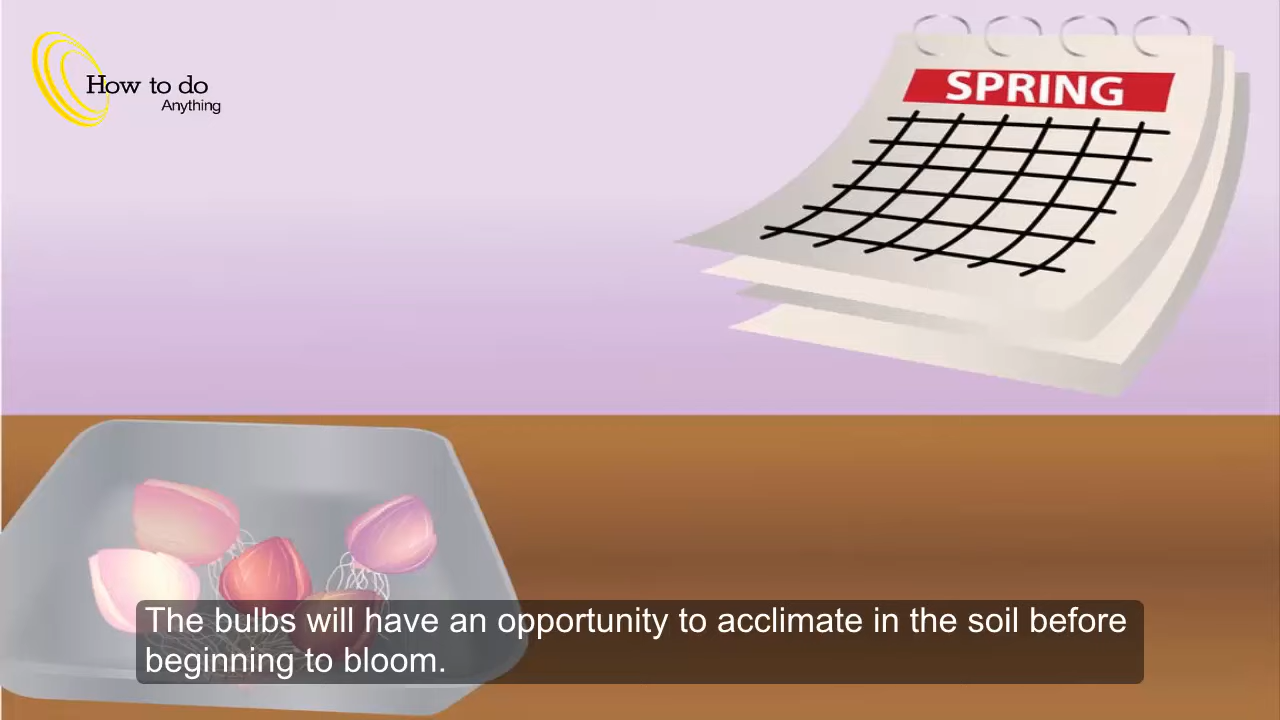 How to do
Anything
SPRING
The bulbs will have an opportunity to acclimate in the soil before
beginning to bloom.